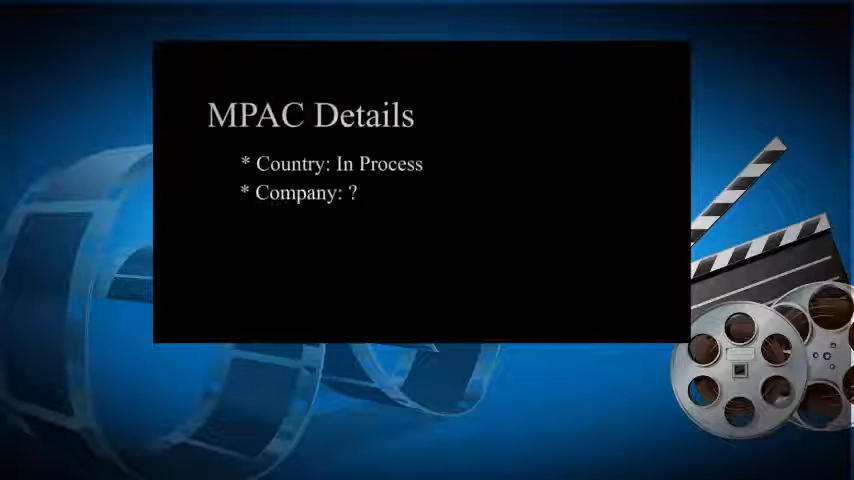 MPAC Details
* Country: In Process
* Company: ?